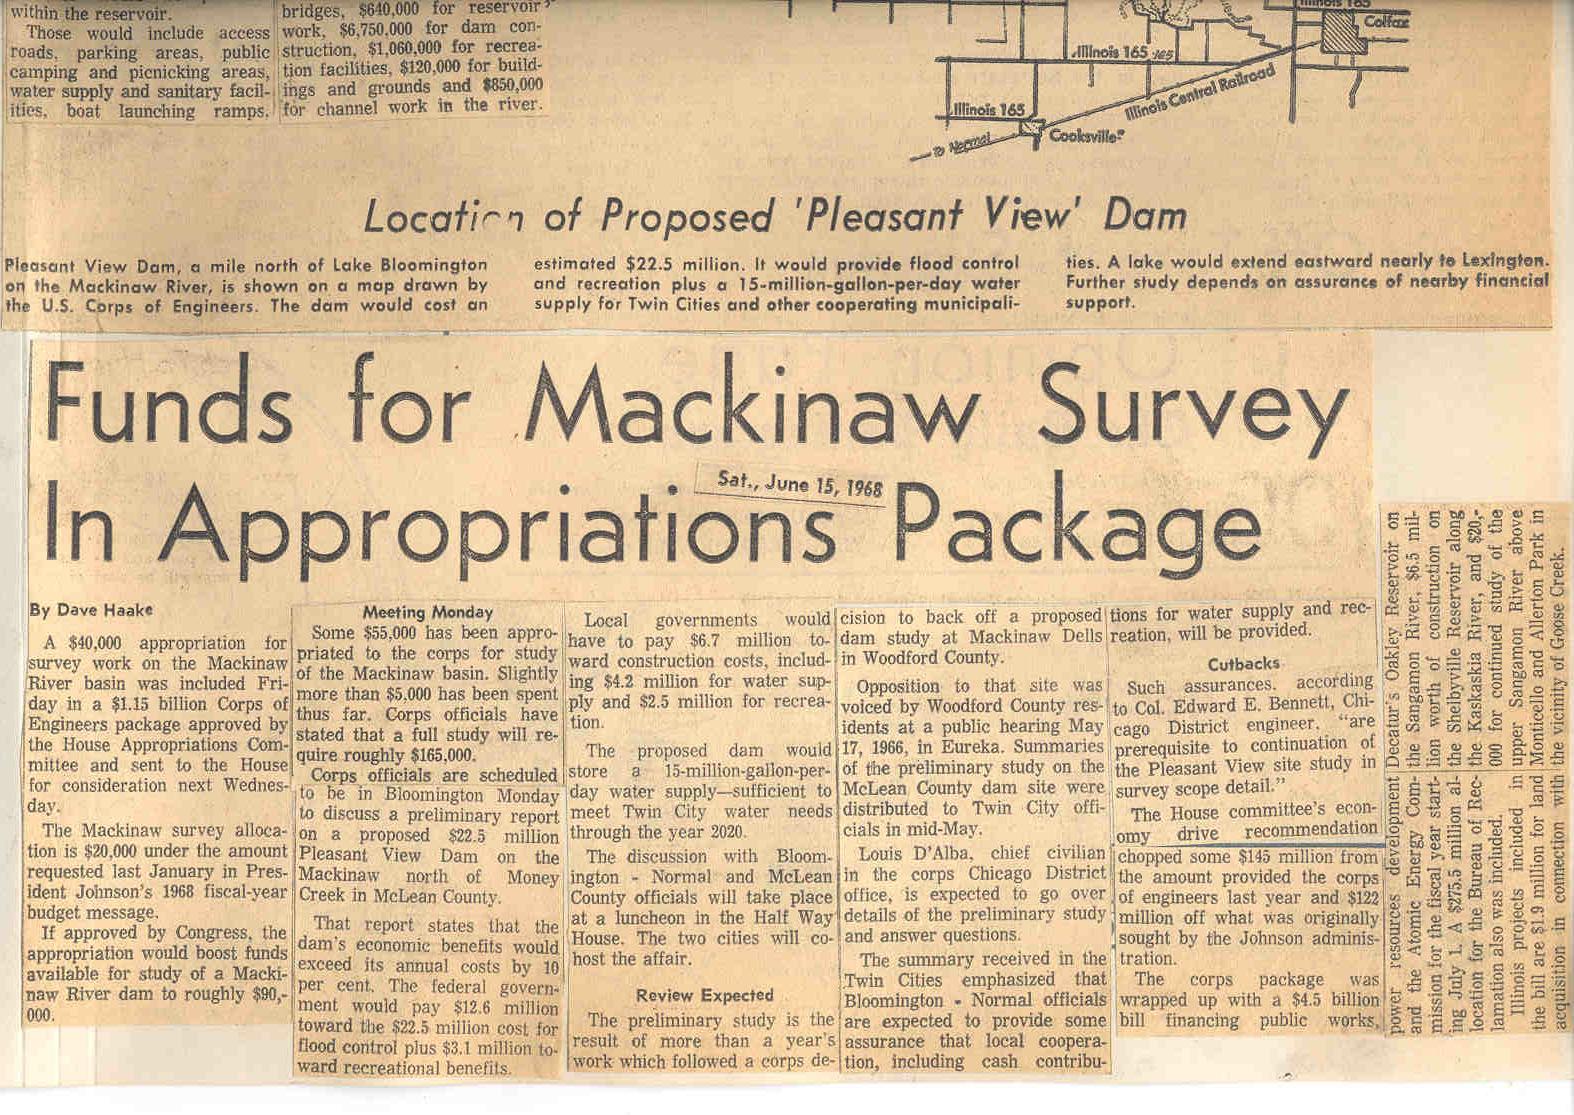 within the reservoir.
Those would include access
roads, parking areas, public
camping and picnicking areas,
water supply and sanitary facil-
ities, boat launching ramps,
bridges, $640,000 for reservoir
work, $6,750,000 for dam con-
struction, $1,060,000 for recrea-
tion facilities, $120,000 for build-
ings and grounds and $850,000
for channel work in the river.
Illinois 165
Colfax
Illinois 165
Illinois Central Railroad
Illinois 165
Cooksville
To Normal
Location of Proposed 'Pleasant View' Dam
Pleasant View Dam, a mile north of Lake Bloomington
on the Mackinaw River, is shown on a map drawn by
the U.S. Corps of Engineers. The dam would cost an
estimated $22.5 million. It would provide flood control
and recreation plus a 15-million-gallon-per-day water
supply for Twin Cities and other cooperating municipali-
ties. A lake would extend eastward nearly to Lexington.
Further study depends on assurance of nearby financial
support.
Funds for Mackinaw Survey
In Appropriations Package
Sat., June 15, 1968
By Dave Haake
A $40,000 appropriation for
survey work on the Mackinaw
River basin was included Fri-
day in a $1.15 billion Corps of
Engineers package approved by
the House Appropriations Com-
mittee and sent to the House
for consideration next Wednes-
day.
The Mackinaw survey alloca-
tion is $20,000 under the amount
requested last January in Pres-
ident Johnson's 1968 fiscal-year
budget message.
If approved by Congress, the
appropriation would boost funds
available for study of a Macki-
naw River dam to roughly $90,-
000.
Meeting Monday
Some $55,000 has been appro-
priated to the corps for study
of the Mackinaw basin. Slightly
more than $5,000 has been spent
thus far. Corps officials have
stated that a full study will re-
quire roughly $165,000.
Corps officials are scheduled
to be in Bloomington Monday
to discuss a preliminary report
on a proposed $22.5 million
Pleasant View Dam on the
Mackinaw north of Money
Creek in McLean County.
That report states that the
dam's economic benefits would
exceed its annual costs by 10
per cent. The federal govern-
ment would pay $12.6 million
toward the $22.5 million cost for
flood control plus $3.1 million to-
ward recreational benefits.
Local governments would
have to pay $6.7 million to-
ward construction costs, includ-
ing $4.2 million for water sup-
ply and $2.5 million for recrea-
tion.
The proposed dam would
store a 15-million-gallon-per-
day water supply—sufficient to
meet Twin City water needs
through the year 2020.
The discussion with Bloom-
ington - Normal and McLean
County officials will take place
at a luncheon in the Half Way
House. The two cities will co-
host the affair.
Review Expected
The preliminary study is the
result of more than a year's
work which followed a corps de-
cision to back off a proposed
dam study at Mackinaw Dells
in Woodford County.
Opposition to that site was
voiced by Woodford County res-
idents at a public hearing May
17, 1966, in Eureka. Summaries
of the preliminary study on the
McLean County dam site were
distributed to Twin City offi-
cials in mid-May.
Louis D'Alba, chief civilian
in the corps Chicago District
office, is expected to go over
details of the preliminary study
and answer questions.
The summary received in the
Twin Cities emphasized that
Bloomington - Normal officials
are expected to provide some
assurance that local coopera-
tion, including cash contribu-
tions for water supply and rec-
reation, will be provided.
Cutbacks
Such assurances, according
to Col. Edward E. Bennett, Chi-
cago District engineer, "are
prerequisite to continuation of
the Pleasant View site study in
survey scope detail."
The House committee's econ-
omy drive recommendation
chopped some $145 million from
the amount provided the corps
of engineers last year and $122
million off what was originally
sought by the Johnson adminis-
tration.
The corps package was
wrapped up with a $4.5 billion
bill financing public works,
power resources development
and the Atomic Energy Com-
mission for the fiscal year start-
ing July 1. A $275.5 million al-
location for the Bureau of Rec-
lamation also was included.
Illinois projects included in
the bill are $1.9 million for land
acquisition in connection with
Decatur's Oakley Reservoir on
the Sangamon River, $6.5 mil-
lion worth of construction on
the Shelbyville Reservoir along
the Kaskaskia River, and $20,-
000 for continued study of the
upper Sangamon River above
Monticello and Allerton Park in
the vicinity of Goose Creek.